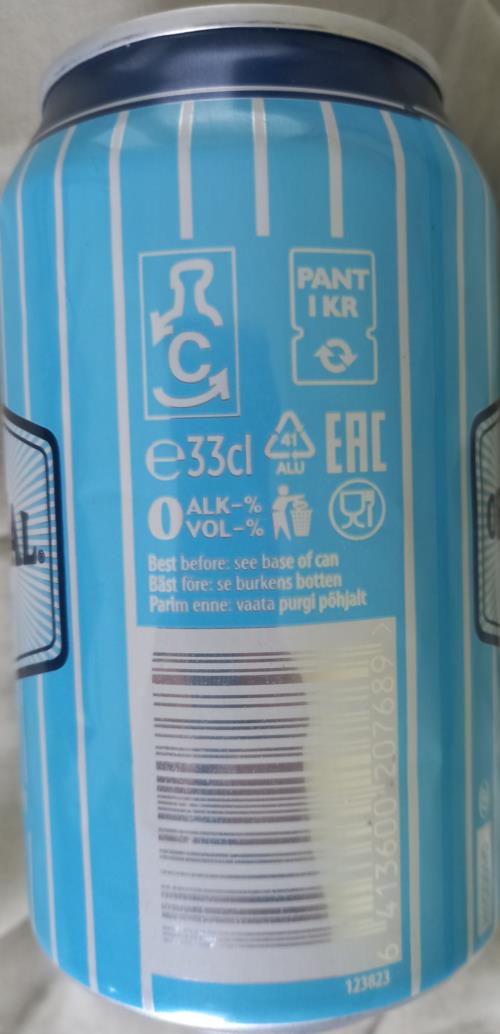 PANT
1 KR
C
e33cl
41
ALU
EAC
0 ALK-%
VOL-%
Best before: see base of can
Bäst före: se burkens botten
Parim enne: vaata purgi põhjalt
L.
6 413600 207689 >
123823